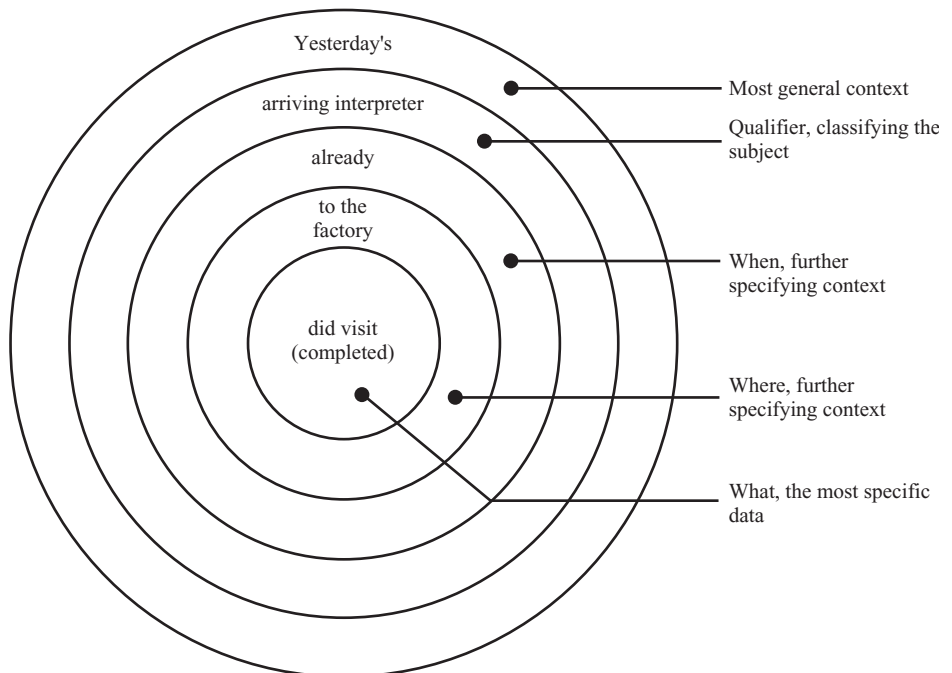 Yesterday's
arriving interpreter
already
to the
factory
did visit
(completed)
Most general context
Qualifier, classifying the
subject
When, further
specifying context
Where, further
specifying context
What, the most specific
data